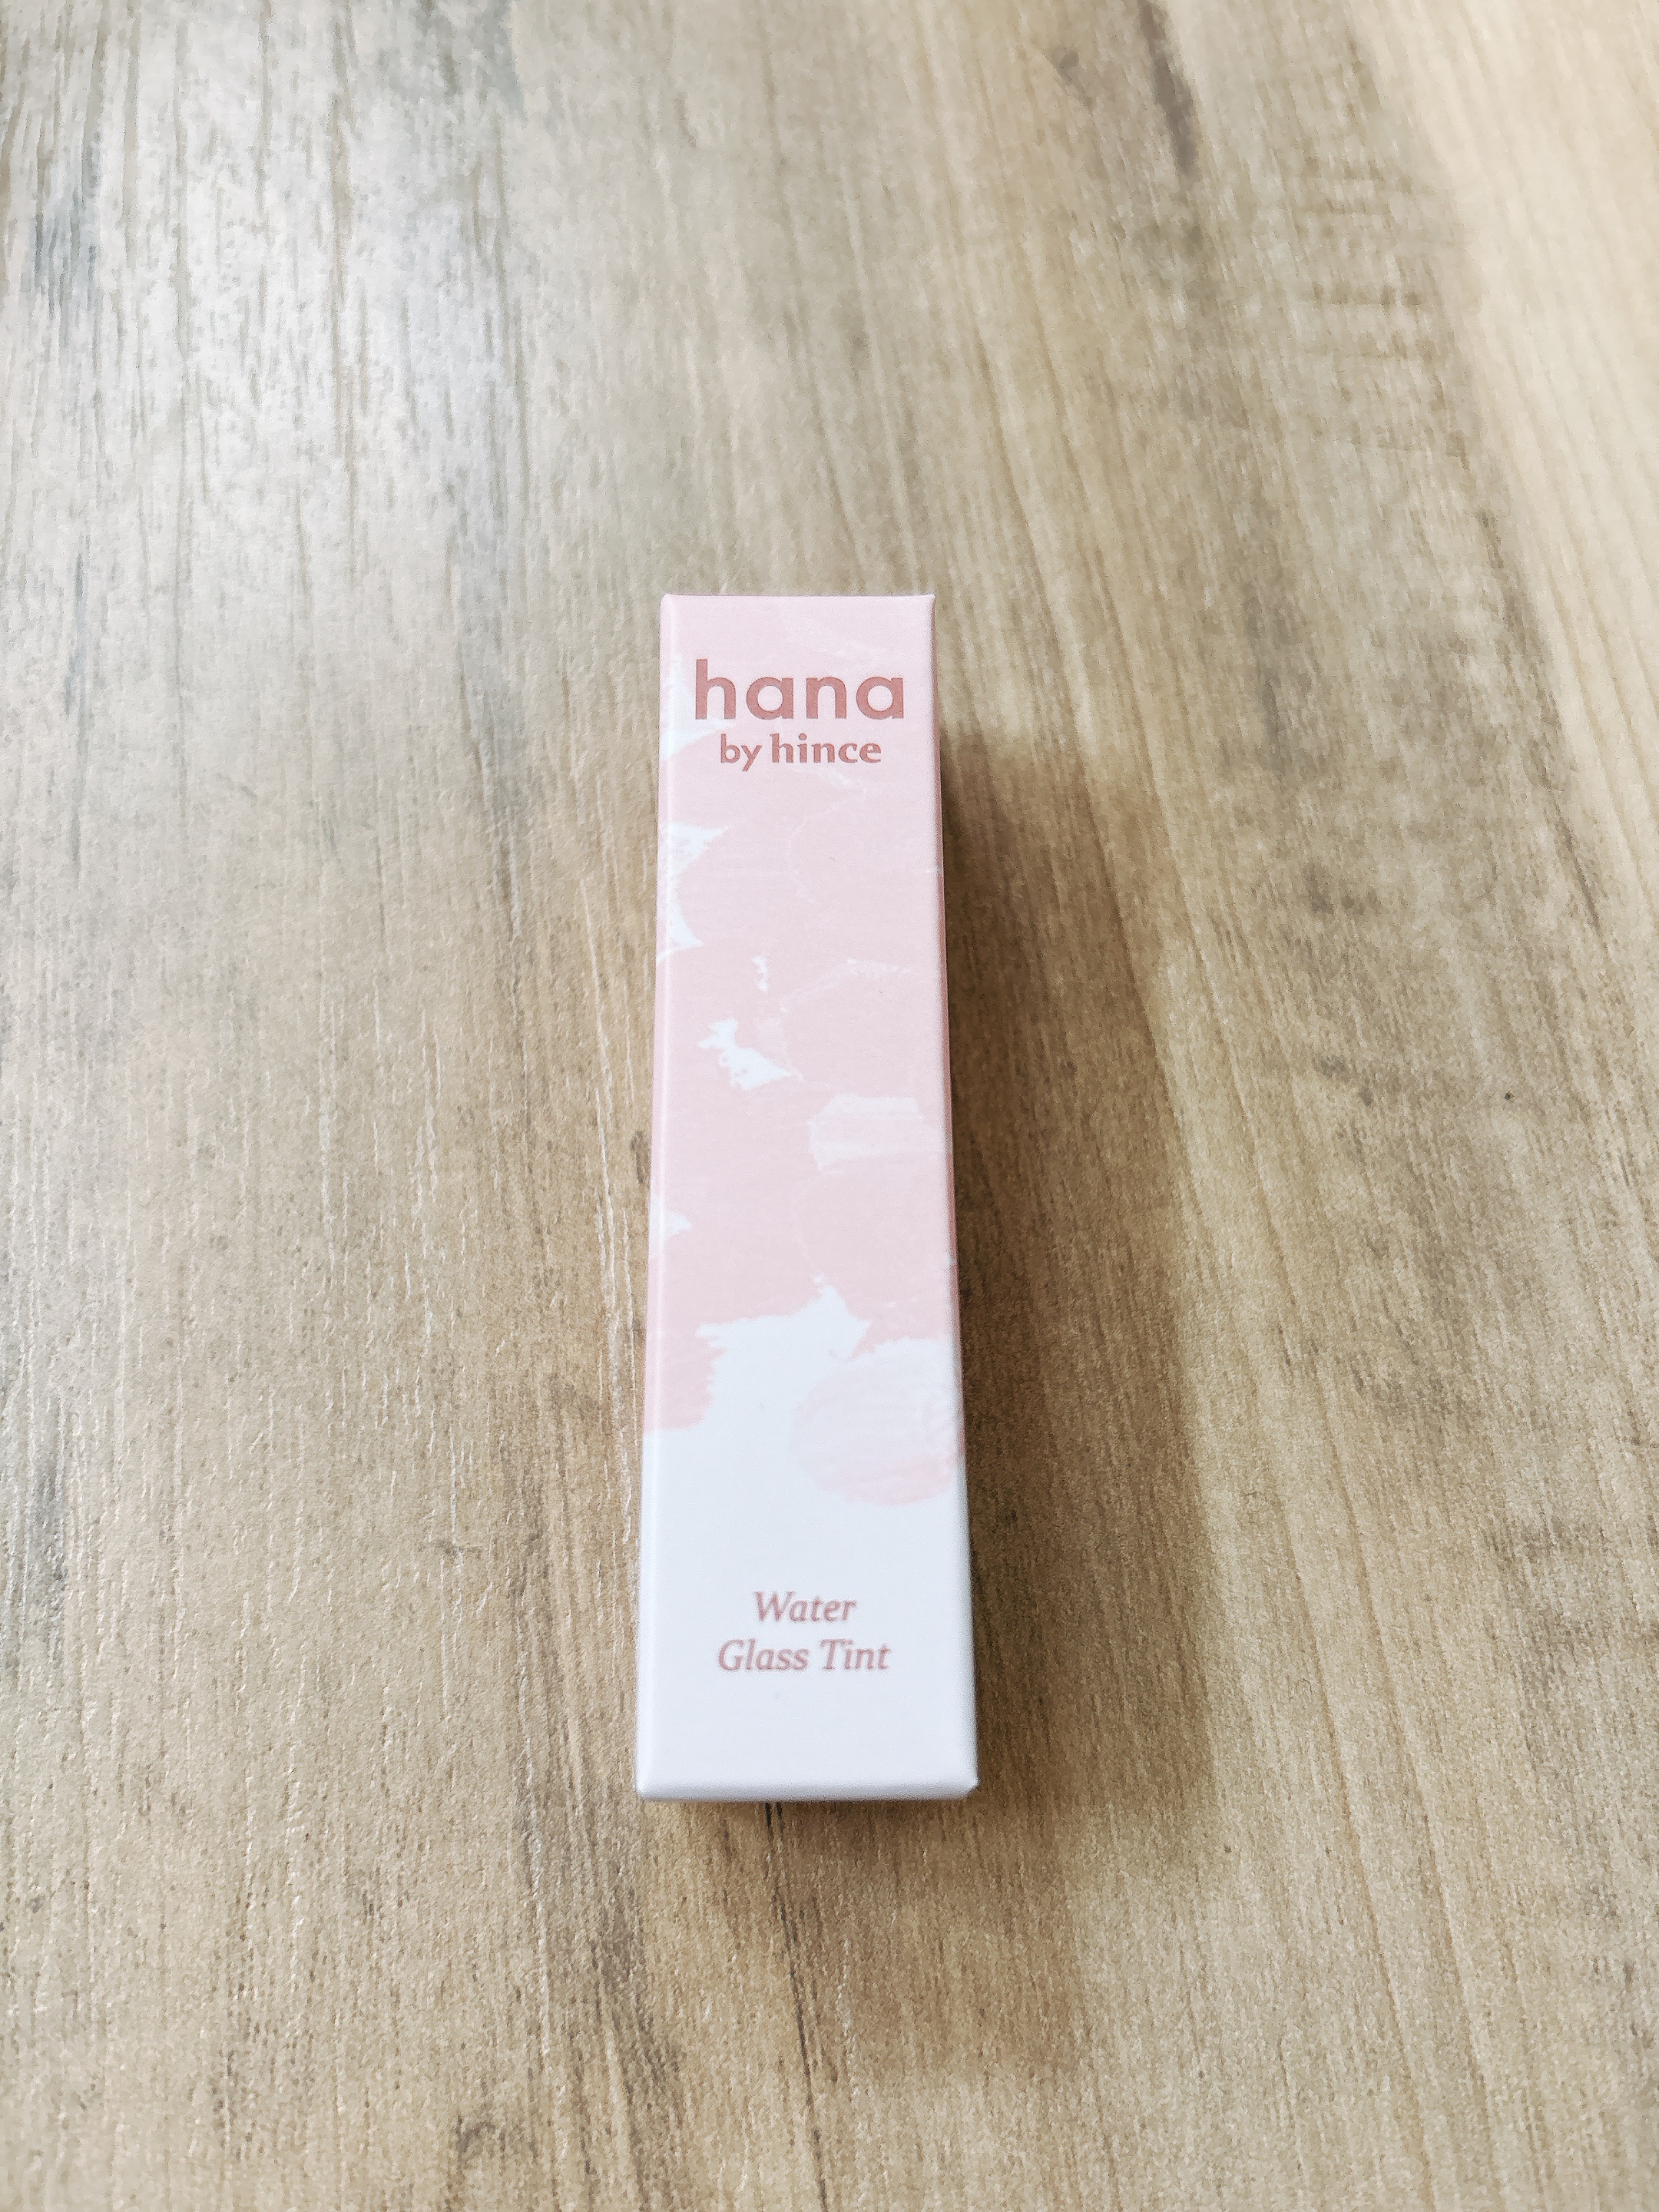 hana
by hince
Water
Glass Tint